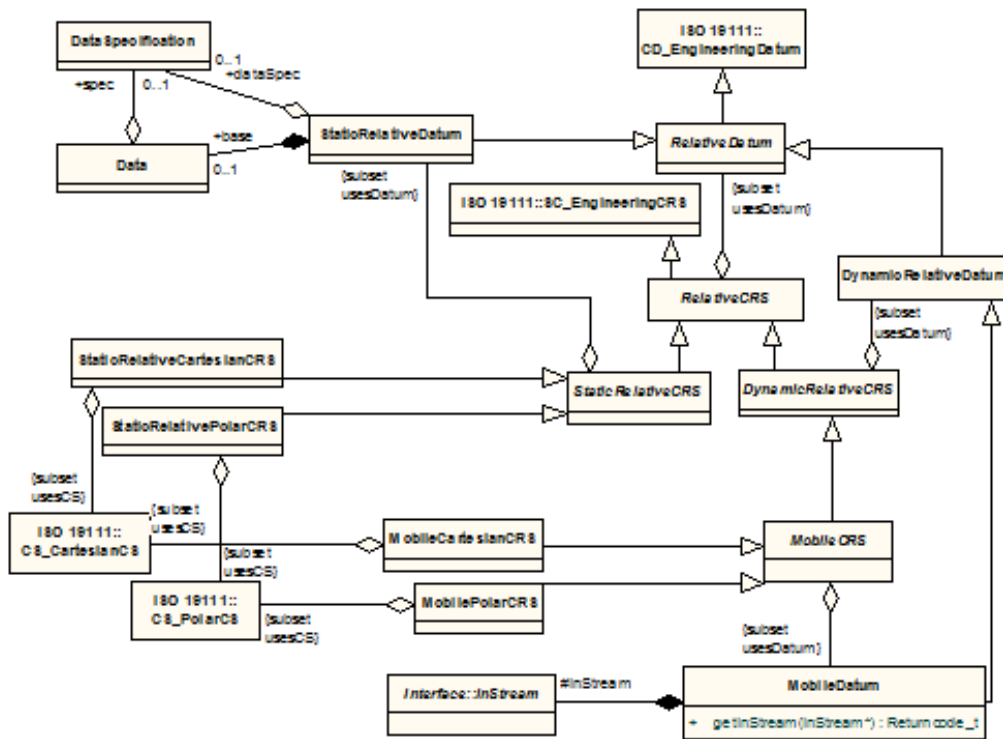 DataSpecification
0..1
+dataSpec
+spec
0..1
ISO 19111::
CD_EngineeringDatum
+base
0..1
Data
StaticRelativeDatum
{subset
usesDatum}
RelativeDatum
{subset
usesDatum}
ISO 19111::SC_EngineeringCRS
RelativeCRS
DynamicRelativeDatum
{subset
usesDatum}
StaticRelativeCartesianCRS
StaticRelativeCRS
DynamicRelativeCRS
StaticRelativePolarCRS
{subset
usesCS}
{subset
usesCS}
ISO 19111::
CS_CartesianCS
MobileCartesianCRS
MobileCRS
{subset
usesCS}
ISO 19111::
CS_PolarCS
MobilePolarCRS
{subset
usesCS}
{subset
usesDatum}
Interface::InStream
#inStream
MobileDatum
+ getInStream(InStream*) : Returncode_t